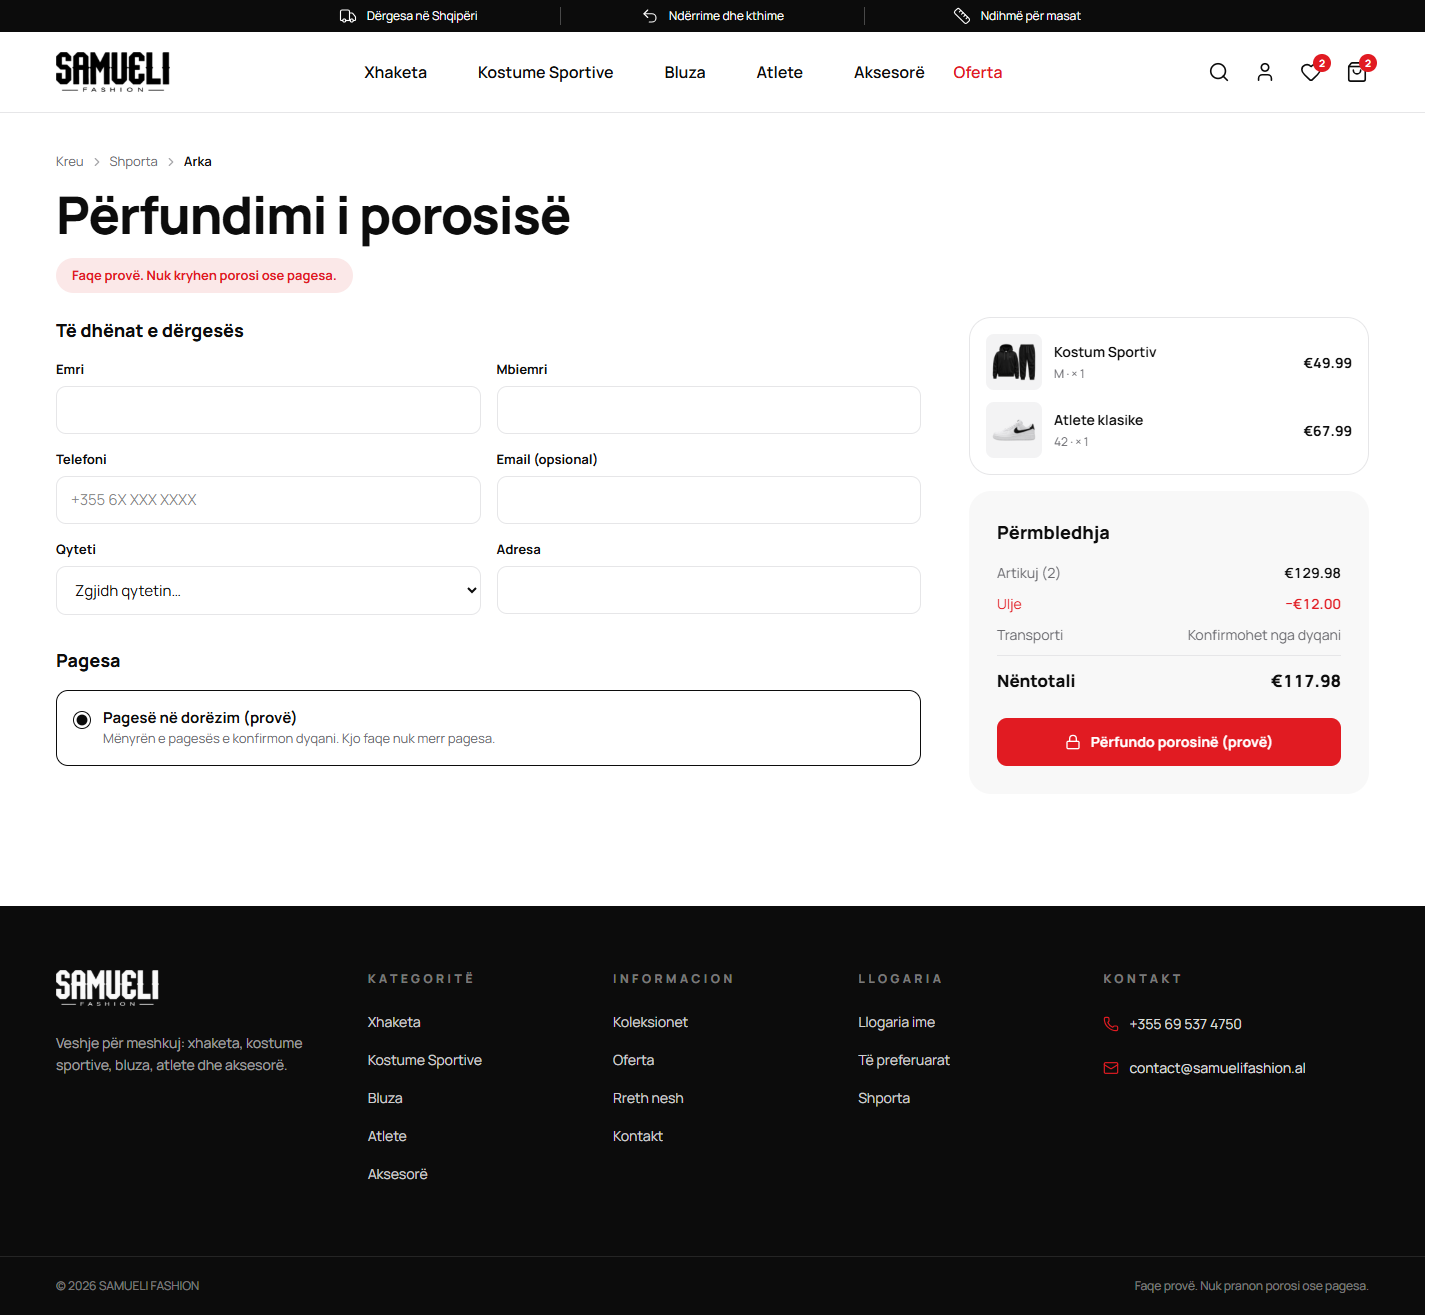 Dërgesa në Shqipëri
Ndërrime dhe kthime
Ndihmë për masat
SAMUELI
FASHION
Xhaketa
Kostume Sportive
Bluza
Atlete
Aksesorë
Oferta
2
2
Kreu > Shporta > Arka
Përfundimi i porosisë
Faqe provë. Nuk kryhen porosi ose pagesa.
Të dhënat e dërgesës
Emri
Mbiemri
Telefoni
Email (opsional)
+355 6X XXX XXXX
Qyteti
Adresa
Zgjidh qytetin...
Pagesa
Pagesë në dorëzim (provë)
Mënyrën e pagesës e konfirmon dyqani. Kjo faqe nuk merr pagesa.
Kostum Sportiv
M · × 1
€49.99
Atlete klasike
42 · × 1
€67.99
Përmbledhja
Artikuj (2) €129.98
Ulje −€12.00
Transporti Konfirmohet nga dyqani
Nëntotali €117.98
Përfundo porosinë (provë)
SAMUELI
FASHION
Veshje për meshkuj: xhaketa, kostume
sportive, bluza, atlete dhe aksesorë.
KATEGORITË
Xhaketa
Kostume Sportive
Bluza
Atlete
Aksesorë
INFORMACION
Koleksionet
Oferta
Rreth nesh
Kontakt
LLOGARIA
Llogaria ime
Të preferuarat
Shporta
KONTAKT
+355 69 537 4750
contact@samuelifashion.al
© 2026 SAMUELI FASHION
Faqe provë. Nuk pranon porosi ose pagesa.